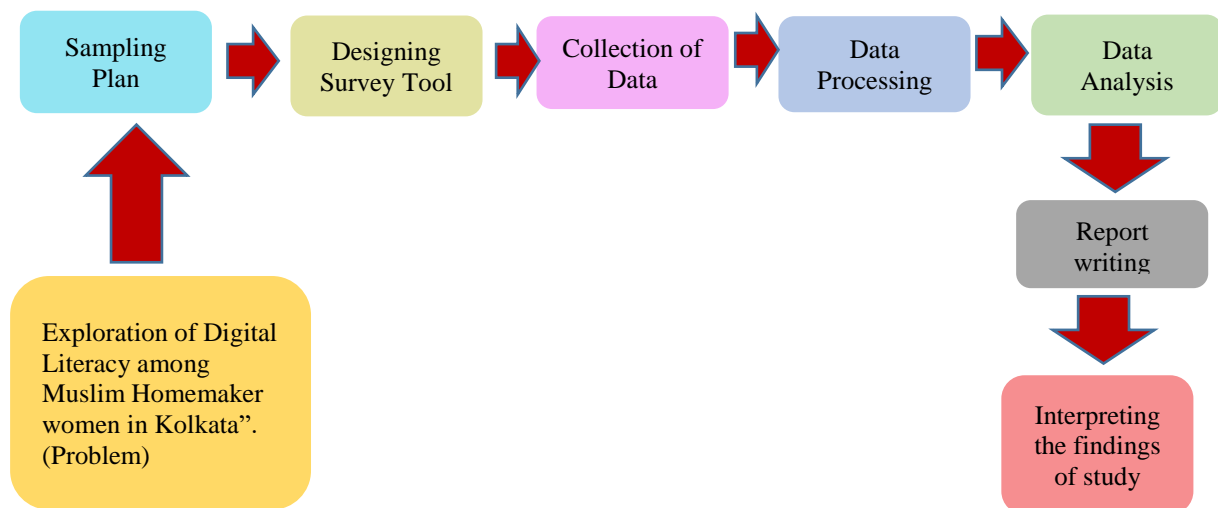 Sampling
Plan
Designing
Survey Tool
Collection of
Data
Data
Processing
Data
Analysis
Report
writing
Exploration of Digital
Literacy among
Muslim Homemaker
women in Kolkata”.
(Problem)
Interpreting
the findings
of study